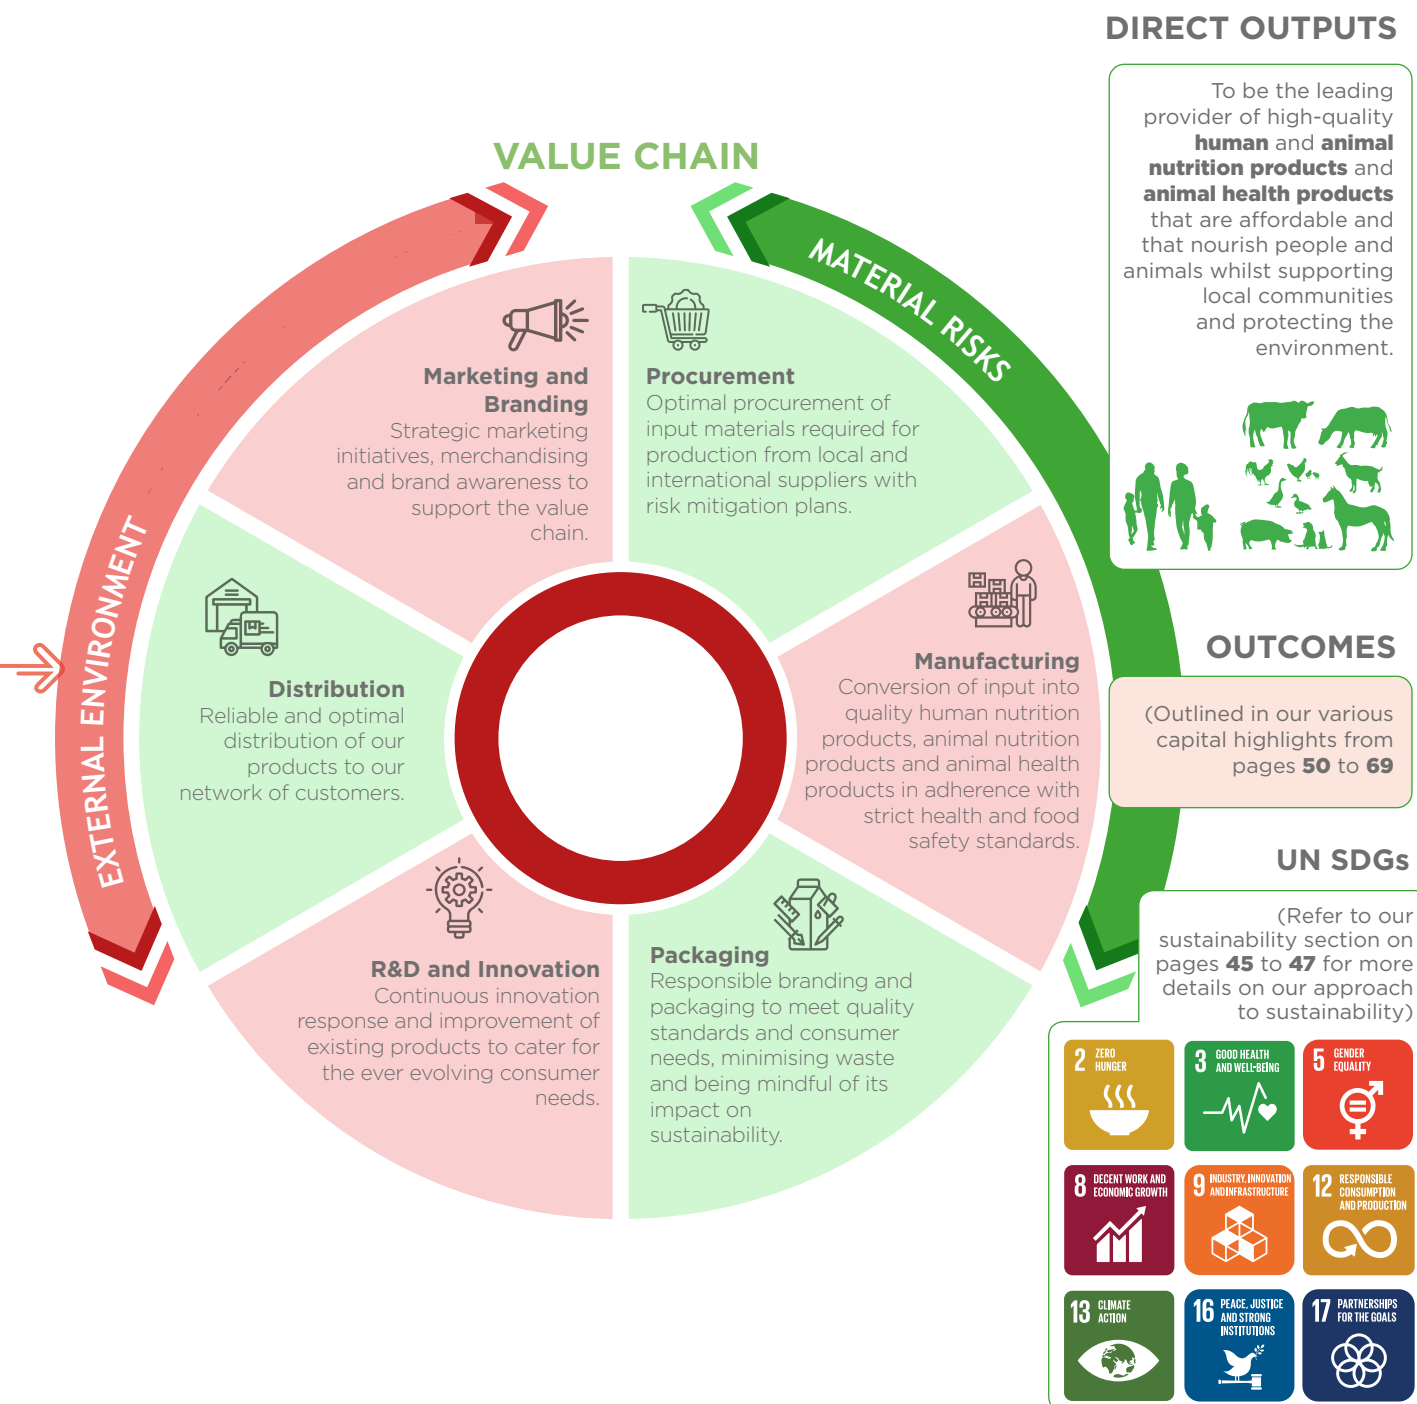 DIRECT OUTPUTS
To be the leading
provider of high-quality
human and animal
nutrition products and
animal health products
that are affordable and
that nourish people and
animals whilst supporting
local communities
and protecting the
environment.
VALUE CHAIN
EXTERNAL ENVIRONMENT
MATERIAL RISKS
Marketing and
Branding
Strategic marketing
initiatives, merchandising
and brand awareness to
support the value
chain.
Procurement
Optimal procurement of
input materials required for
production from local and
international suppliers with
risk mitigation plans.
Distribution
Reliable and optimal
distribution of our
products to our
network of customers.
Manufacturing
Conversion of input into
quality human nutrition
products, animal nutrition
products and animal health
products in adherence with
strict health and food
safety standards.
R&D and Innovation
Continuous innovation
response and improvement of
existing products to cater for
the ever evolving consumer
needs.
Packaging
Responsible branding and
packaging to meet quality
standards and consumer
needs, minimising waste
and being mindful of its
impact on
sustainability.
OUTCOMES
(Outlined in our various
capital highlights from
pages 50 to 69
UN SDGs
(Refer to our
sustainability section on
pages 45 to 47 for more
details on our approach
to sustainability)
2 ZERO
HUNGER
3 GOOD HEALTH
AND WELL-BEING
5 GENDER
EQUALITY
8 DECENT WORK AND
ECONOMIC GROWTH
9 INDUSTRY, INNOVATION
AND INFRASTRUCTURE
12 RESPONSIBLE
CONSUMPTION
AND PRODUCTION
13 CLIMATE
ACTION
16 PEACE, JUSTICE
AND STRONG
INSTITUTIONS
17 PARTNERSHIPS
FOR THE GOALS